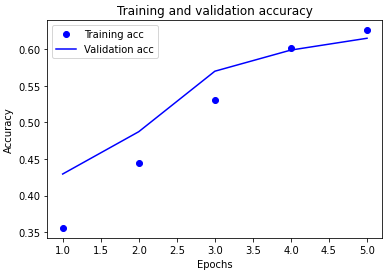 Training and validation accuracy
Training acc
Validation acc
Accuracy
0.60
0.55
0.50
0.45
0.40
0.35
1.0 1.5 2.0 2.5 3.0 3.5 4.0 4.5 5.0
Epochs